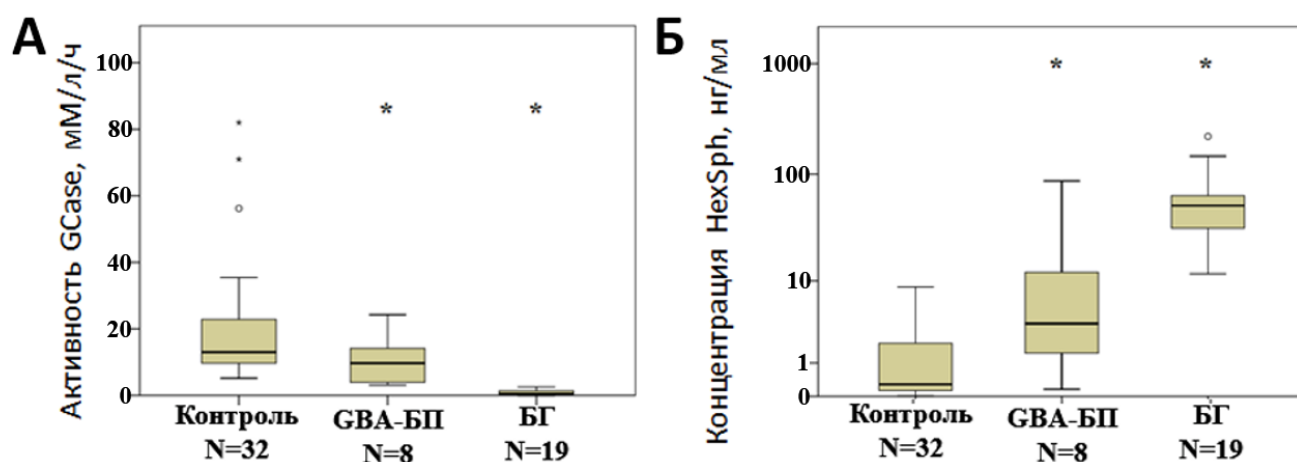 А
Активность GCase, мМ/л/ч
100
80
60
40
20
0
*
*
*
*
Контроль
N=32
GBA-БП
N=8
БГ
N=19
Б
Концентрация HexSph, нг/мл
1000
100
10
1
0
*
*
Контроль
N=32
GBA-БП
N=8
БГ
N=19